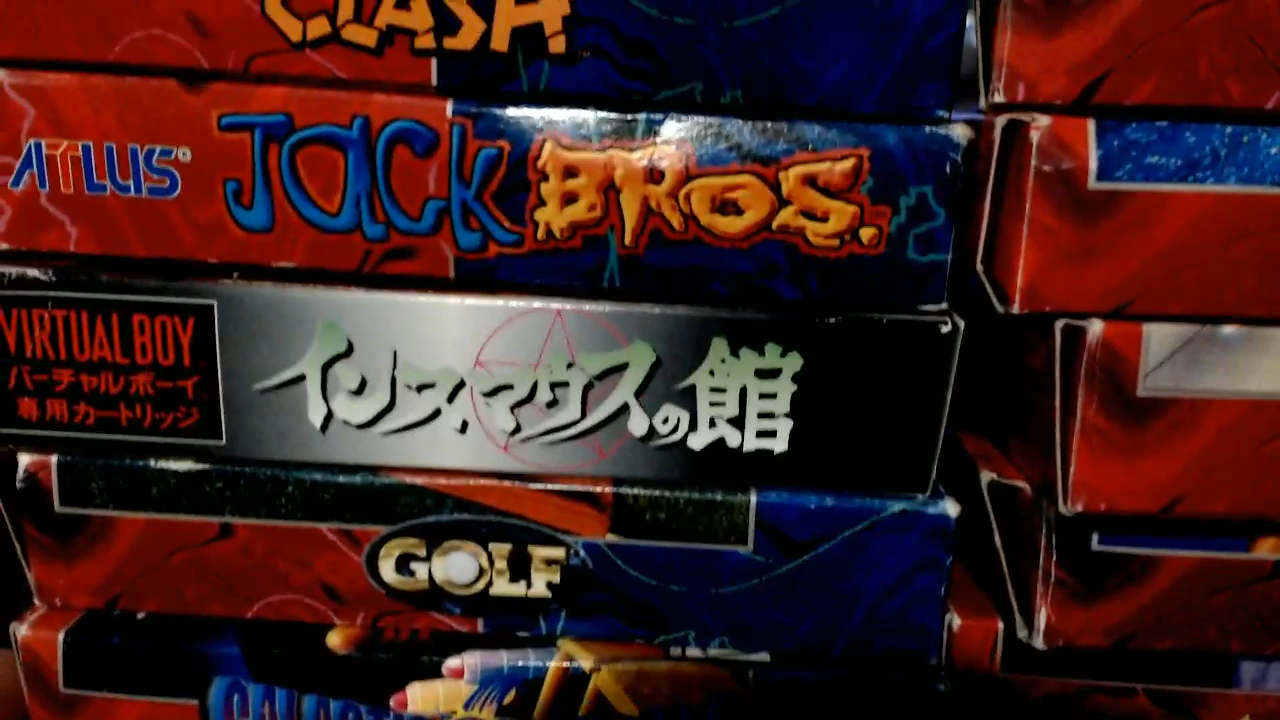 CLASH
ATLUS
JACK BROS.
VIRTUAL BOY
バーチャルボーイ
専用カートリッジ
インスマウスの館
GOLF